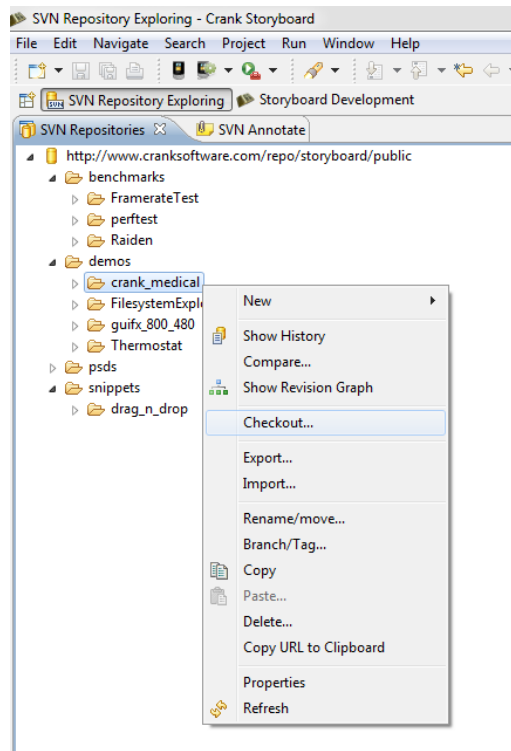 SVN Repository Exploring - Crank Storyboard
File Edit Navigate Search Project Run Window Help
SVN Repository Exploring Storyboard Development
SVN Repositories SVN Annotate
http://www.cranksoftware.com/repo/storyboard/public
benchmarks
FramerateTest
perftest
Raiden
demos
crank_medical
FilesystemExpl
guifx_800_480
Thermostat
psds
snippets
drag_n_drop
New
Show History
Compare...
Show Revision Graph
Checkout...
Export...
Import...
Rename/move...
Branch/Tag...
Copy
Paste...
Delete...
Copy URL to Clipboard
Properties
Refresh